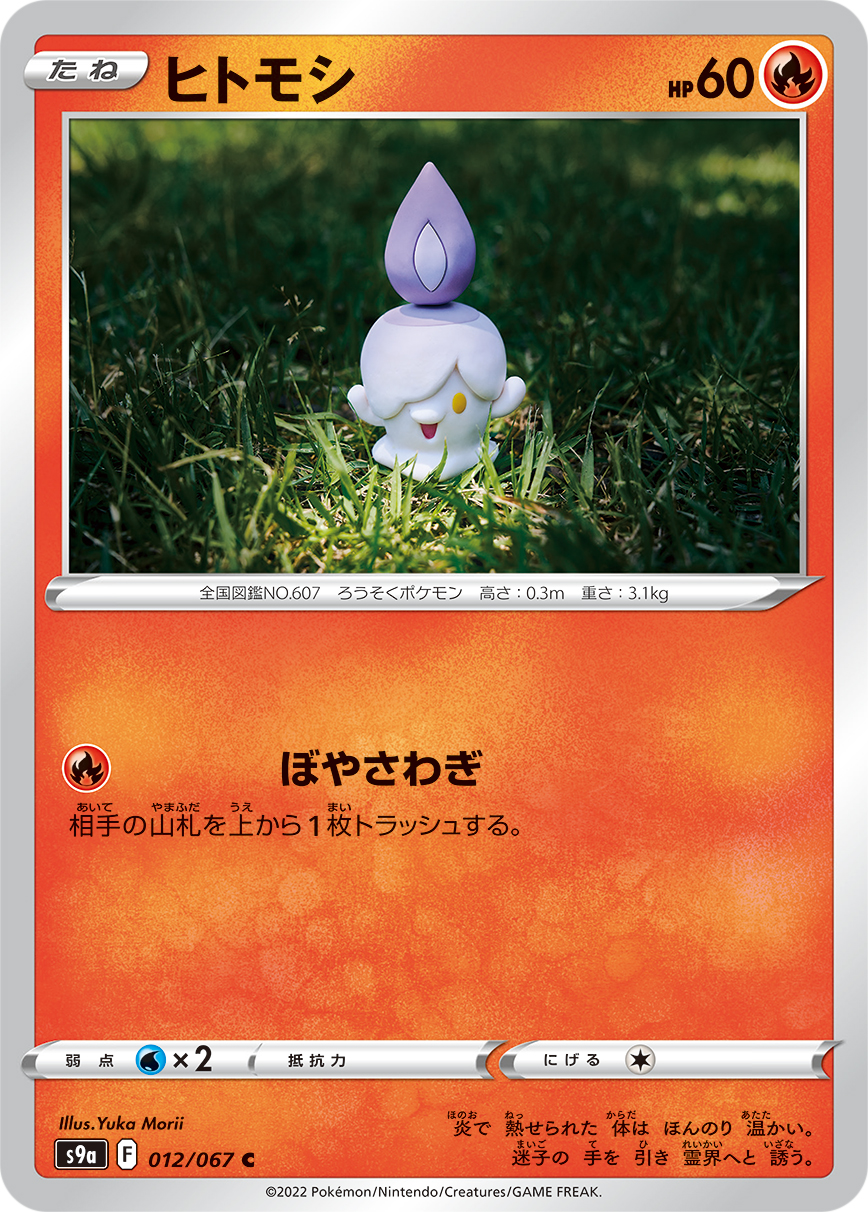 たね ヒトモシ HP60
全国図鑑NO.607 ろうそくポケモン 高さ:0.3m 重さ:3.1kg
ぼやさわぎ
相手の山札を上から1枚トラッシュする。
弱点 ×2 抵抗力 にげる
Illus.Yuka Morii
炎で 熱せられた 体は ほんのり 温かい。
迷子の 手を 引き 霊界へと 誘う。
s9a F 012/067 C
©2022 Pokémon/Nintendo/Creatures/GAME FREAK.